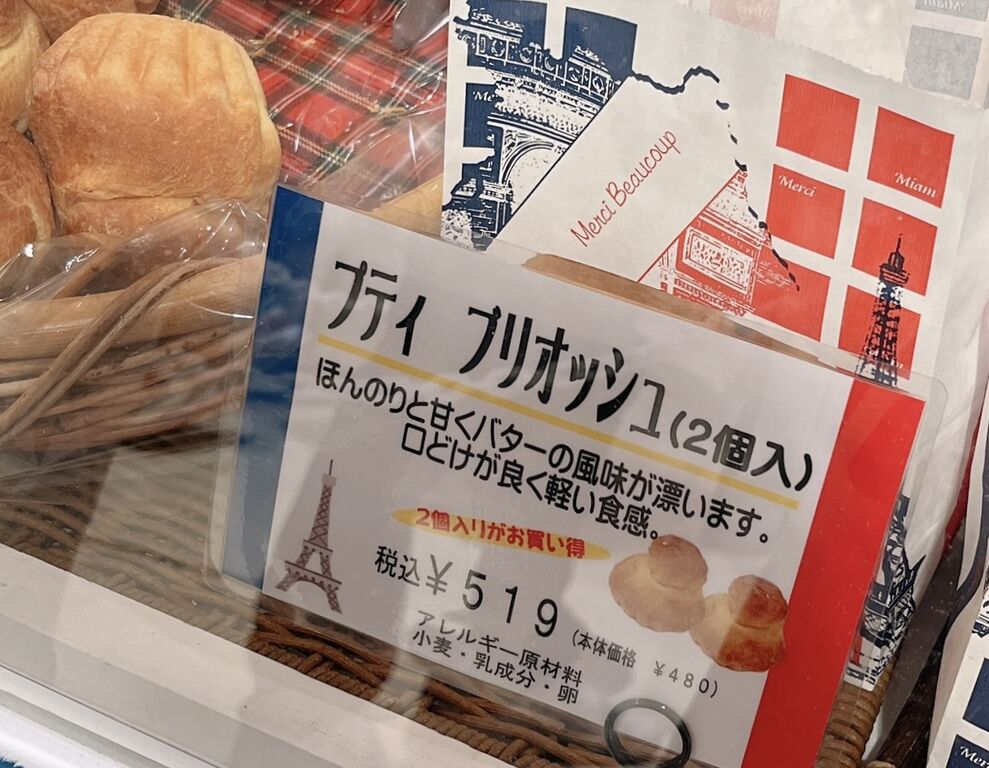 Merci Beaucoup
Merci
Miam
プティ ブリオッシュ(2個入)
ほんのりと甘くバターの風味が漂います。
口どけが良く軽い食感。
2個入りがお買い得
税込¥519(本体価格 ¥480)
アレルギー原材料
小麦・乳成分・卵